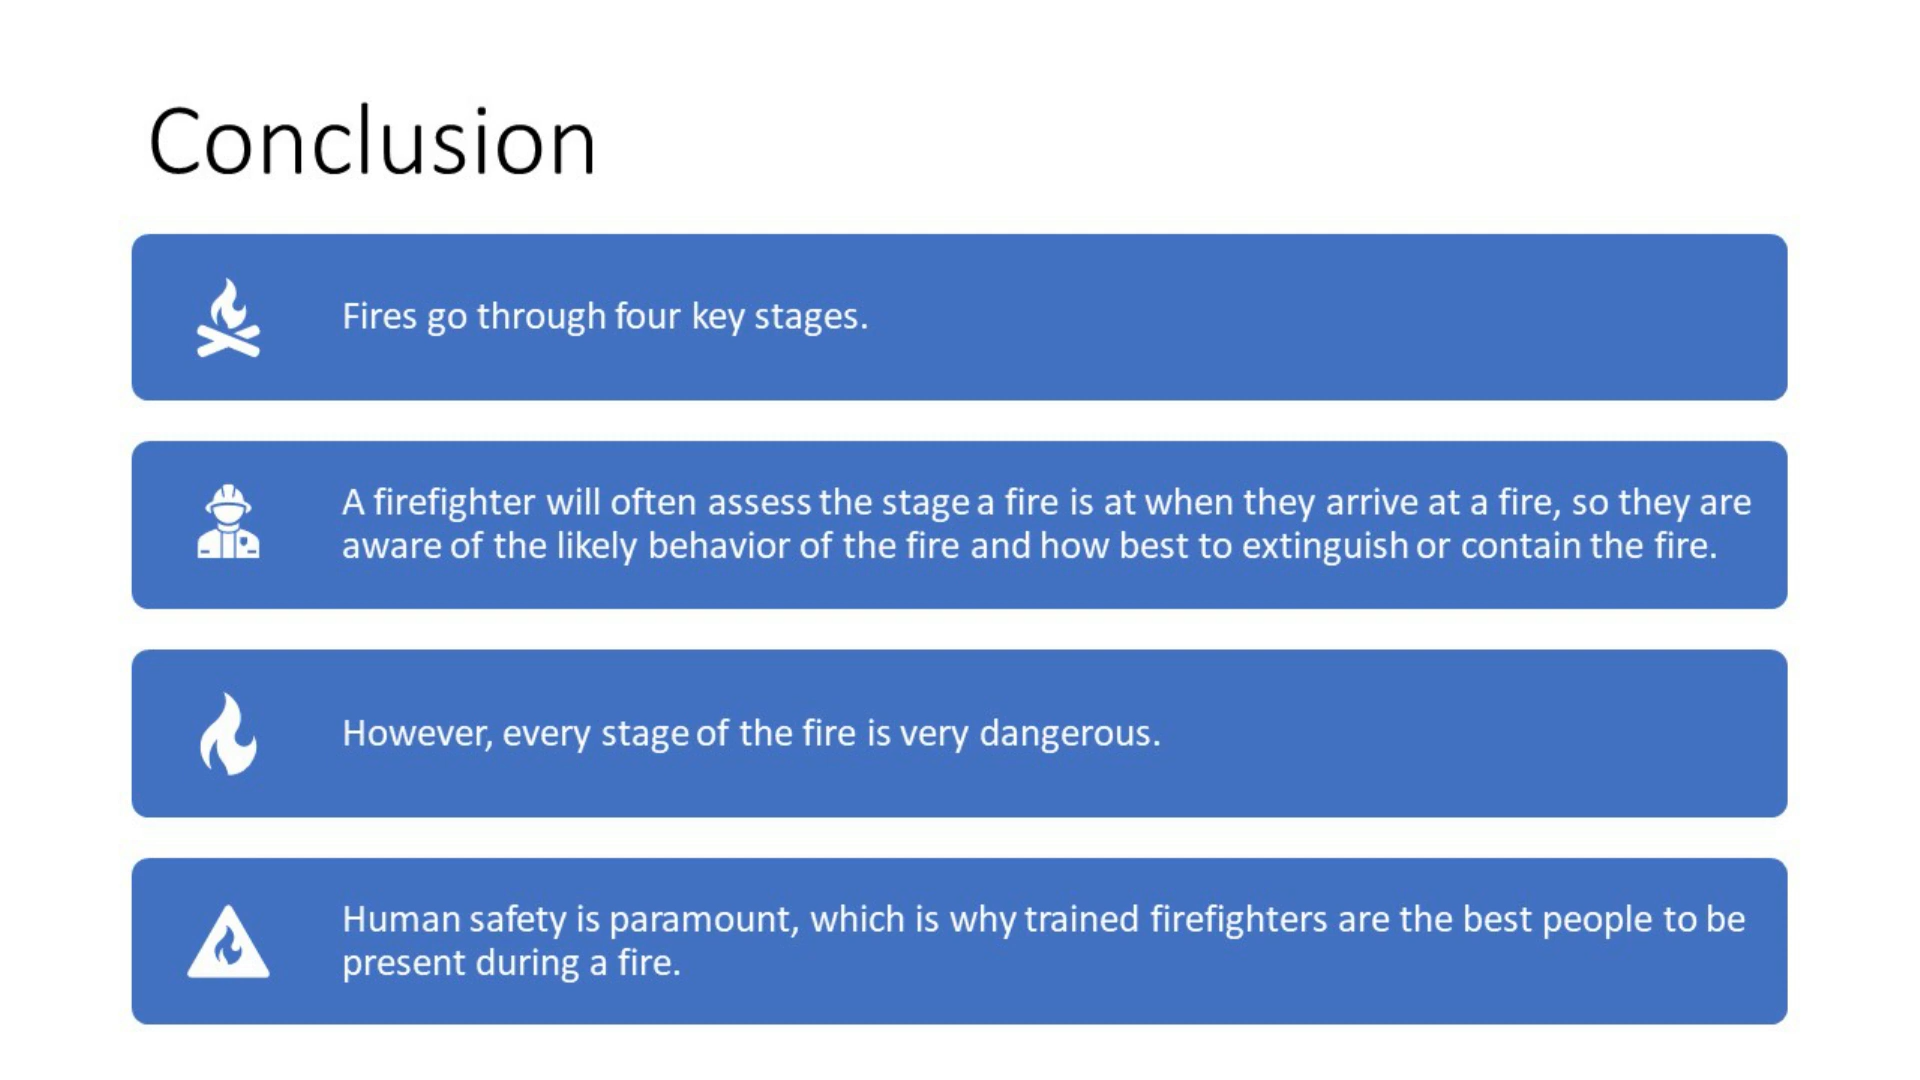 Conclusion
Fires go through four key stages.
A firefighter will often assess the stage a fire is at when they arrive at a fire, so they are
aware of the likely behavior of the fire and how best to extinguish or contain the fire.
However, every stage of the fire is very dangerous.
Human safety is paramount, which is why trained firefighters are the best people to be
present during a fire.